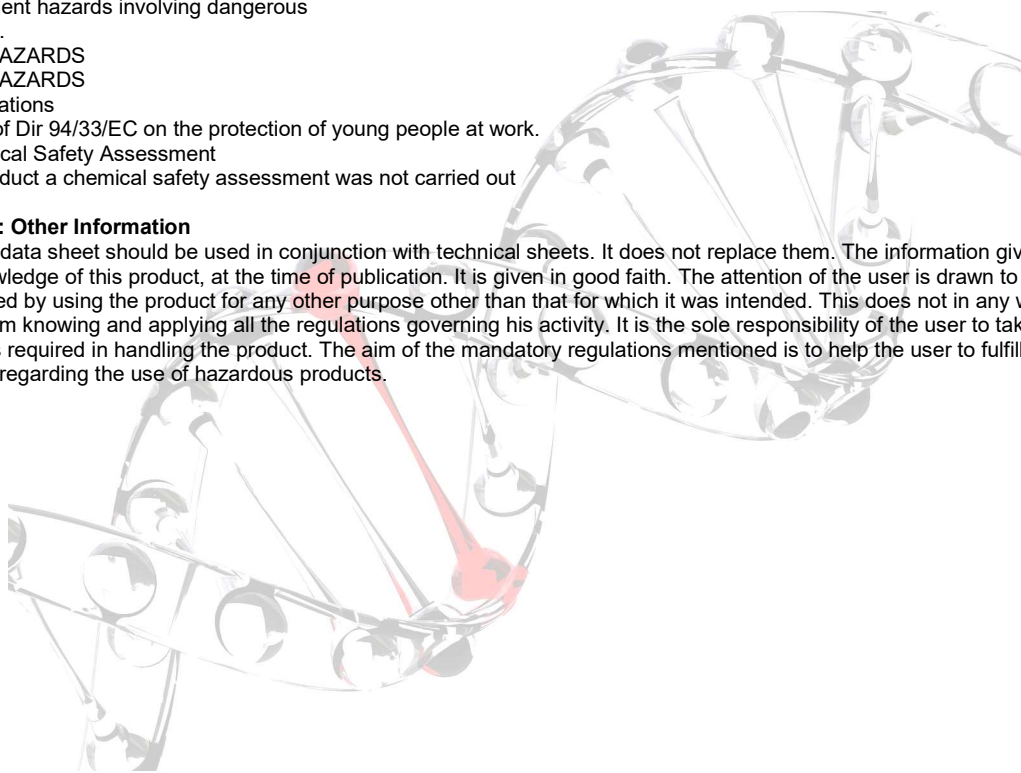 ent hazards involving dangerous
.
AZARDS
AZARDS
ations
of Dir 94/33/EC on the protection of young people at work.
cal Safety Assessment
duct a chemical safety assessment was not carried out
: Other Information
data sheet should be used in conjunction with technical sheets. It does not replace them. The information giv
wledge of this product, at the time of publication. It is given in good faith. The attention of the user is drawn to
ed by using the product for any other purpose other than that for which it was intended. This does not in any w
m knowing and applying all the regulations governing his activity. It is the sole responsibility of the user to tak
s required in handling the product. The aim of the mandatory regulations mentioned is to help the user to fulfill
regarding the use of hazardous products.